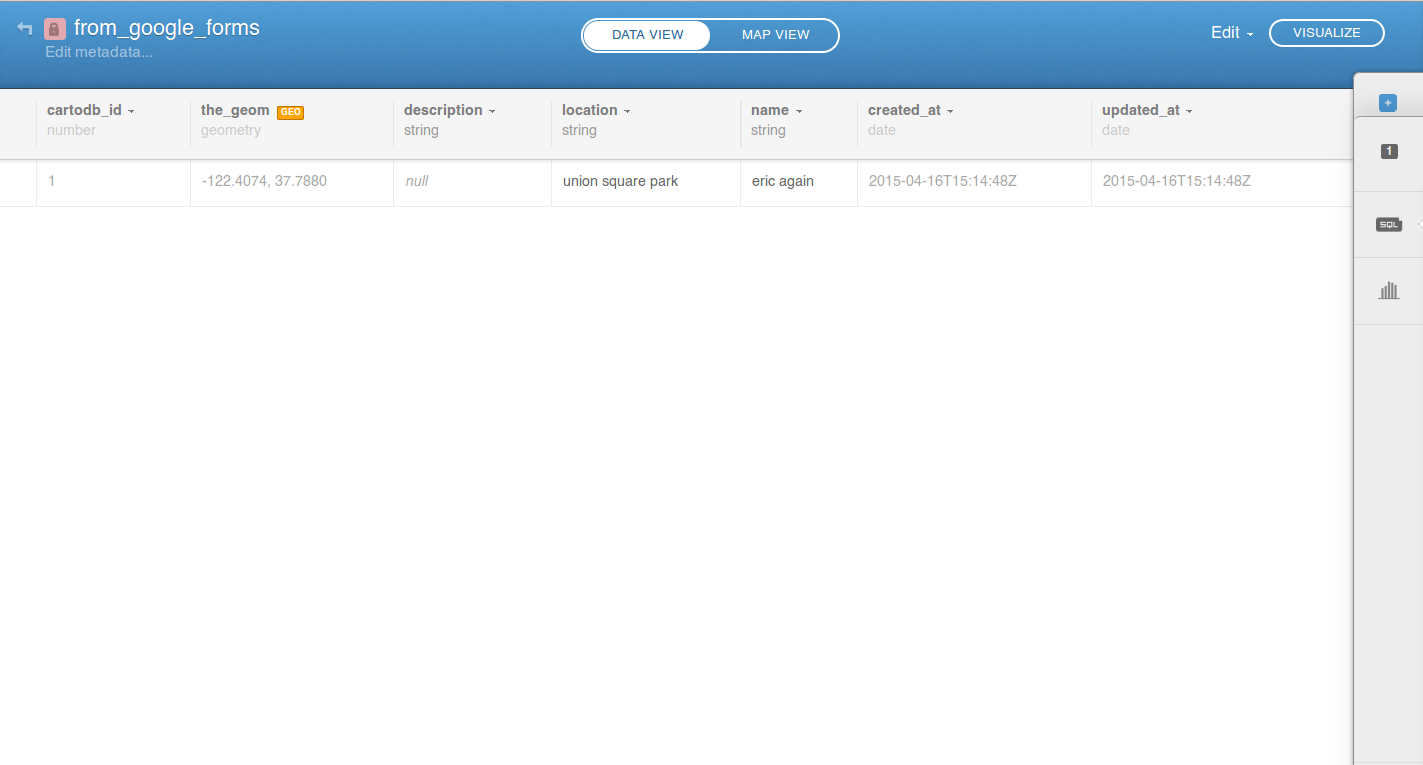 from_google_forms
Edit metadata...
DATA VIEW MAP VIEW
Edit VISUALIZE
cartodb_id the_geom GEO description location name created_at updated_at
number geometry string string string date date
1 -122.4074, 37.7880 null union square park eric again 2015-04-16T15:14:48Z 2015-04-16T15:14:48Z
+
1
SQL